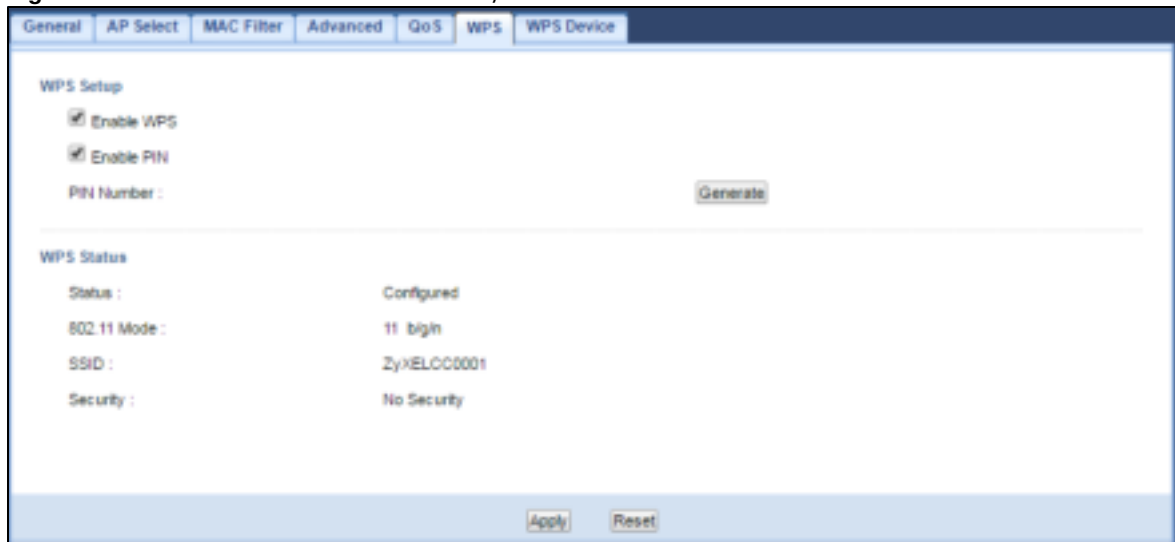 General AP Select MAC Filter Advanced QoS WPS WPS Device
WPS Setup
Enable WPS
Enable PIN
PIN Number : Generate
WPS Status
Status : Configured
802.11 Mode : 11 b/g/n
SSID : ZyXELCC0001
Security : No Security
Apply Reset